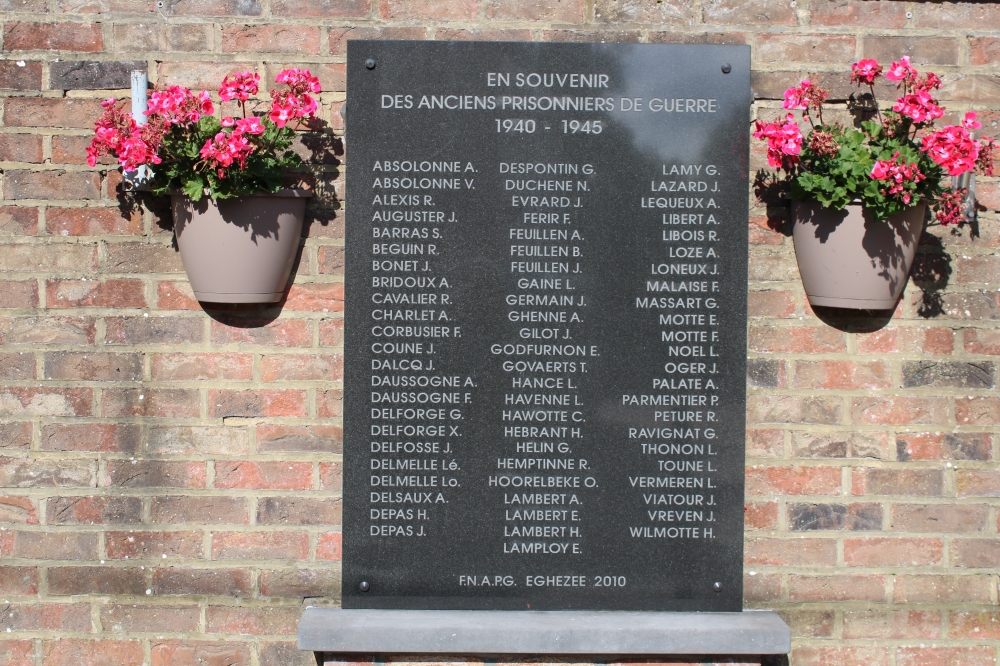 EN SOUVENIR
DES ANCIENS PRISONNIERS DE GUERRE
1940 - 1945
ABSOLONNE A.
ABSOLONNE V.
ALEXIS R.
AUGUSTER J.
BARRAS S.
BEGUIN R.
BONET J.
BRIDOUX A.
CAVALIER R.
CHARLET A.
CORBUSIER F.
COUNE J.
DALCQ J.
DAUSSOGNE A.
DAUSSOGNE F.
DELFORGE G.
DELFORGE X.
DELFOSSE J.
DELMELLE Lé.
DELMELLE Lo.
DELSAUX A.
DEPAS H.
DEPAS J.
DESPONTIN G.
DUCHENE N.
EVRARD J.
FERIR F.
FEUILLEN A.
FEUILLEN B.
FEUILLEN J.
GAINE L.
GERMAIN J.
GHENNE A.
GILOT J.
GODFURNON E.
GOVAERTS T.
HANCE L.
HAVENNE L.
HAWOTTE C.
HEBRANT H.
HELIN G.
HEMPTINNE R.
HOORELBEKE O.
LAMBERT A.
LAMBERT E.
LAMBERT H.
LAMPLOY E.
LAMY G.
LAZARD J.
LEQUEUX A.
LIBERT A.
LIBOIS R.
LOZE A.
LONEUX J.
MALAISE F.
MASSART G.
MOTTE E.
MOTTE F.
NOEL L.
OGER J.
PALATE A.
PARMENTIER P.
PETURE R.
RAVIGNAT G.
THONON L.
TOUNE L.
VERMEREN L.
VIATOUR J.
VREVEN J.
WILMOTTE H.
F.N.A.P.G. EGHEZEE 2010